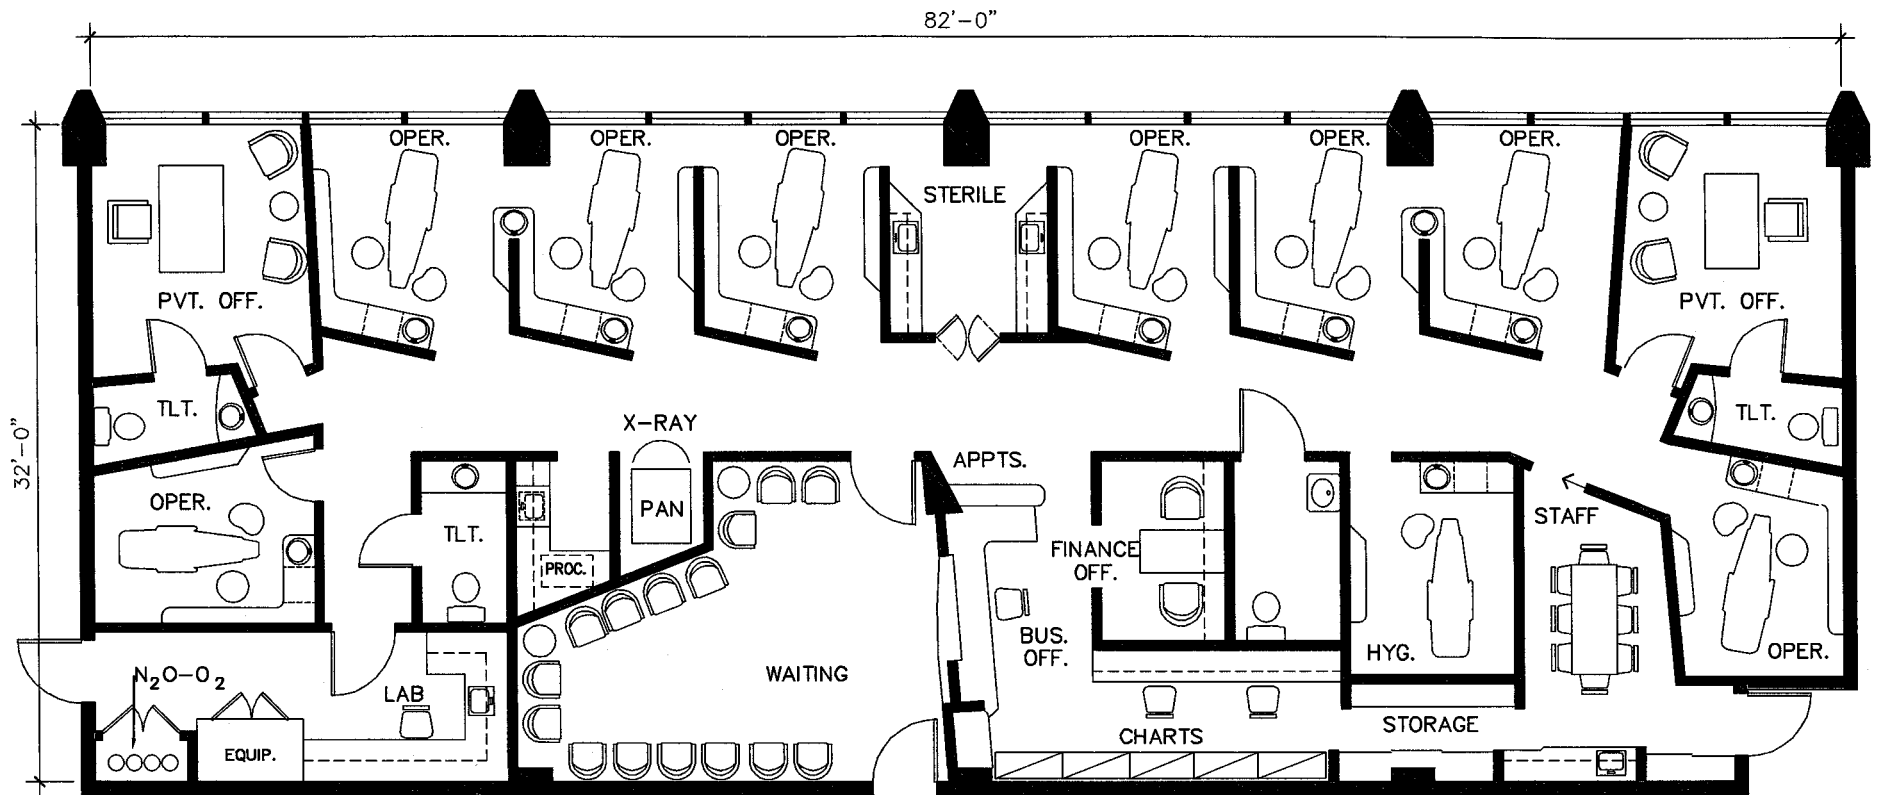 82'-0"
OPER.
OPER.
OPER.
OPER.
OPER.
OPER.
STERILE
PVT. OFF.
PVT. OFF.
32'-0"
TLT.
TLT.
X-RAY
APPTS.
OPER.
PAN
STAFF
TLT.
FINANCE
OFF.
PROC.
BUS.
OFF.
HYG.
OPER.
N₂O-O₂
WAITING
LAB
STORAGE
CHARTS
EQUIP.